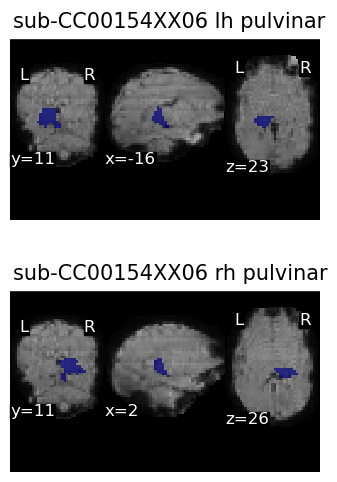 sub-CC00154XX06 lh pulvinar
L R L R
y=11 x=-16 z=23
sub-CC00154XX06 rh pulvinar
L R L R
y=11 x=2 z=26